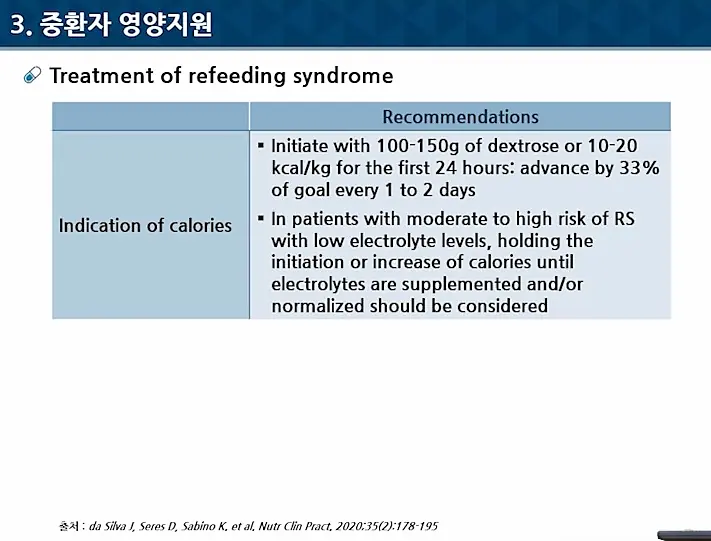 3. 중환자 영양지원
Treatment of refeeding syndrome
Recommendations
Indication of calories
▪ Initiate with 100-150g of dextrose or 10-20
kcal/kg for the first 24 hours: advance by 33%
of goal every 1 to 2 days
▪ In patients with moderate to high risk of RS
with low electrolyte levels, holding the
initiation or increase of calories until
electrolytes are supplemented and/or
normalized should be considered
출처 : da Silva J, Seres D, Sabino K, et al. Nutr Clin Pract. 2020;35(2):178-195